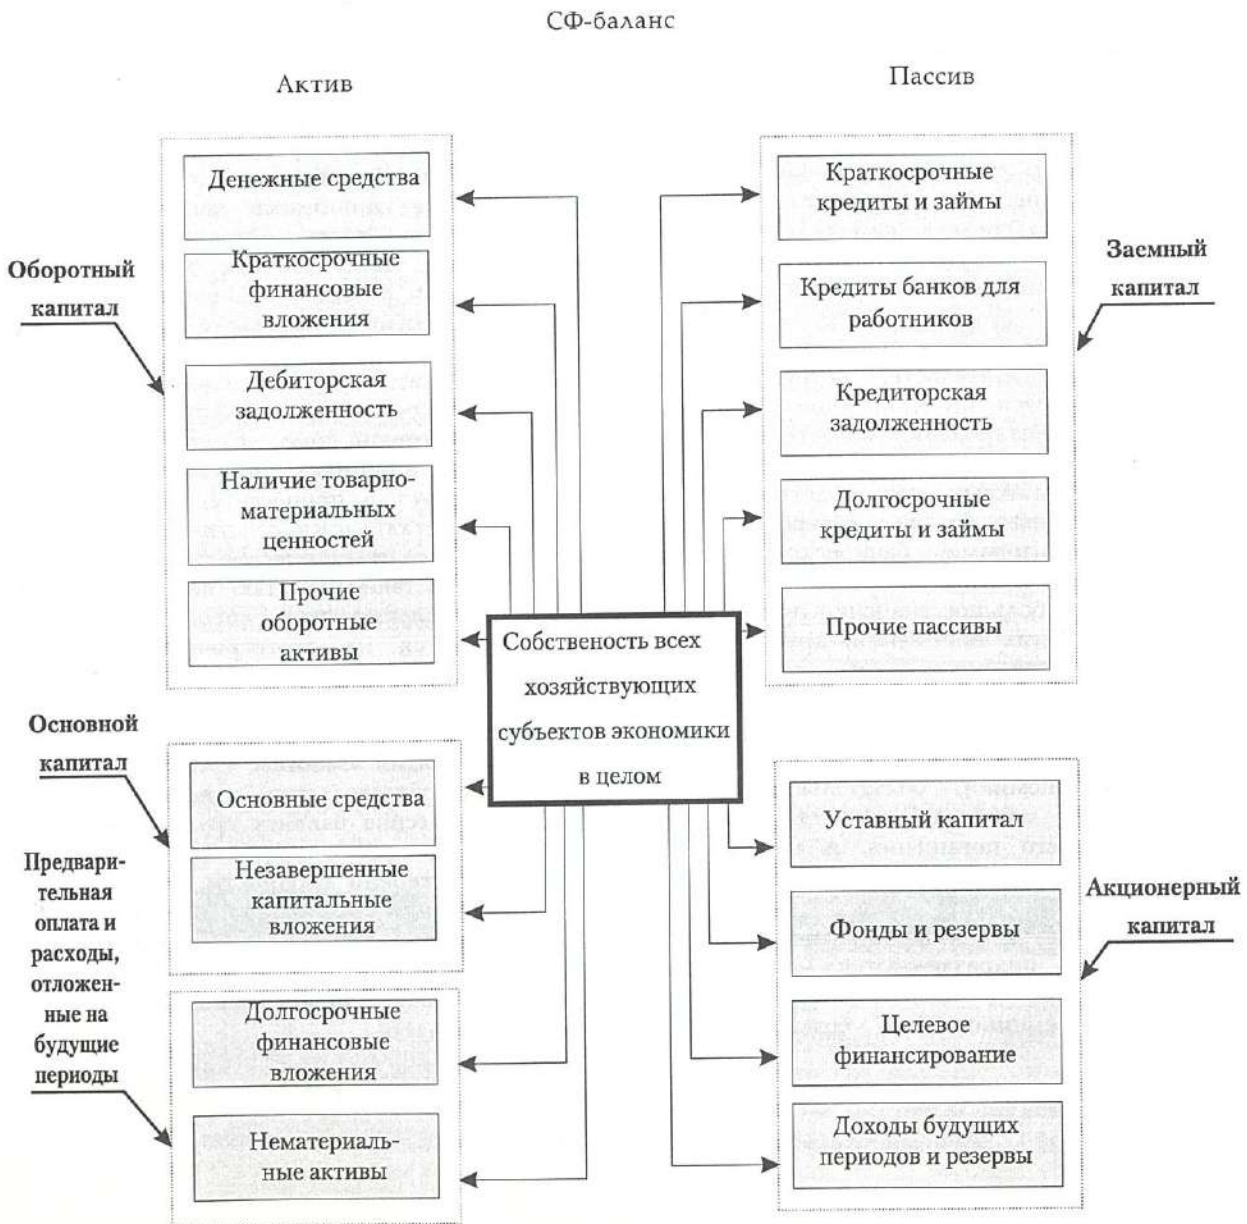 СФ-баланс
Актив
Пассив
Оборотный
капитал
Денежные средства
Краткосрочные
финансовые
вложения
Дебиторская
задолженность
Наличие товарно-
материальных
ценностей
Прочие
оборотные
активы
Основной
капитал
Основные средства
Незавершенные
капитальные
вложения
Предвари-
тельная
оплата и
расходы,
отложен-
ные на
будущие
периоды
Долгосрочные
финансовые
вложения
Нематериаль-
ные активы
Собственость всех
хозяйствующих
субъектов экономики
в целом
Краткосрочные
кредиты и займы
Кредиты банков для
работников
Кредиторская
задолженность
Долгосрочные
кредиты и займы
Прочие пассивы
Заемный
капитал
Уставный капитал
Фонды и резервы
Целевое
финансирование
Доходы будущих
периодов и резервы
Акционерный
капитал